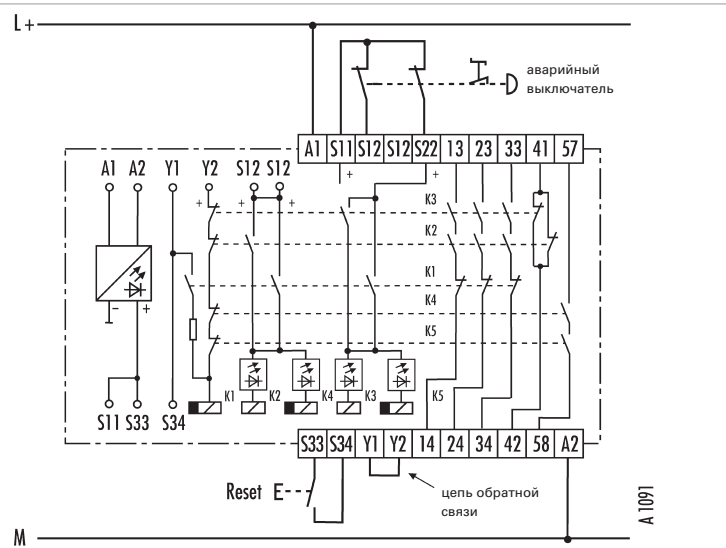 L+
аварийный
выключатель
A1 S11 S12 S12 S22 13 23 33 41 57
A1 A2 Y1 Y2 S12 S12
+ +
+ + +
K3
K2
K1
K4
K5
− +
K1 K2 K4 K3 K5
S11 S33 S34
S33 S34 Y1 Y2 14 24 34 42 58 A2
Reset E
цепь обратной
связи
A 1091
M